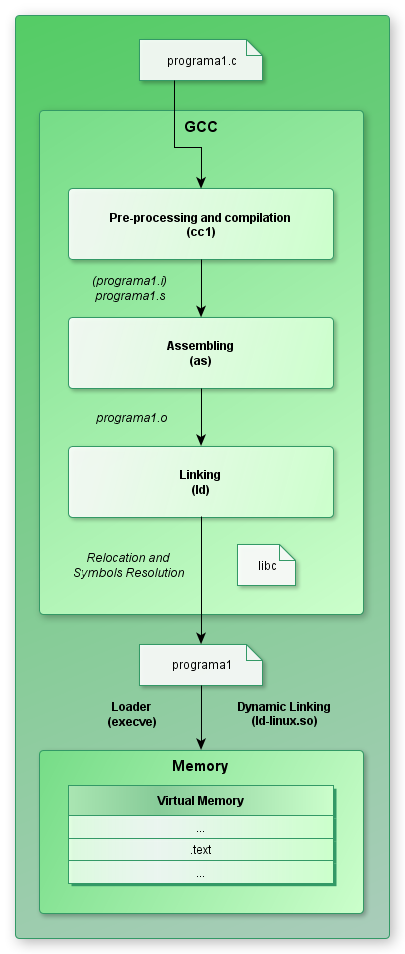 programa1.c
GCC
Pre-processing and compilation
(cc1)
(programa1.i)
programa1.s
Assembling
(as)
programa1.o
Linking
(ld)
Relocation and
Symbols Resolution
libc
programa1
Loader
(execve)
Dynamic Linking
(ld-linux.so)
Memory
Virtual Memory
...
.text
...